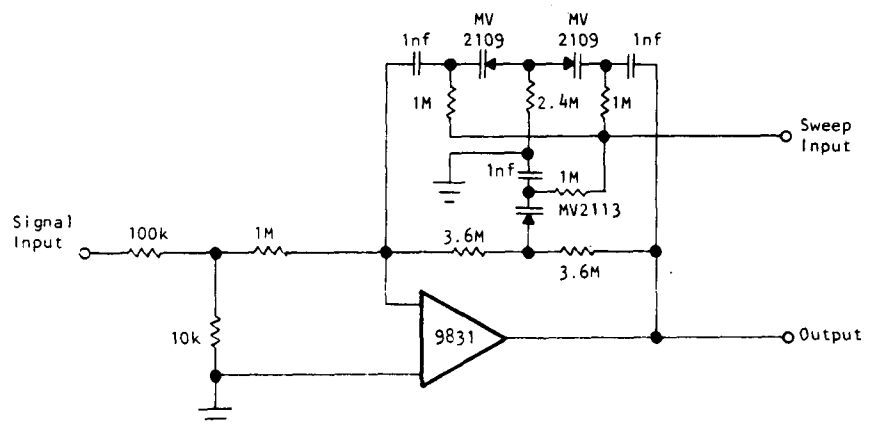 MV
2109
MV
2109
1nf
1nf
1M
2.4M
1M
Sweep
Input
1nf
1M
MV2113
Signal
Input
100k
1M
3.6M
3.6M
10k
9831
Output